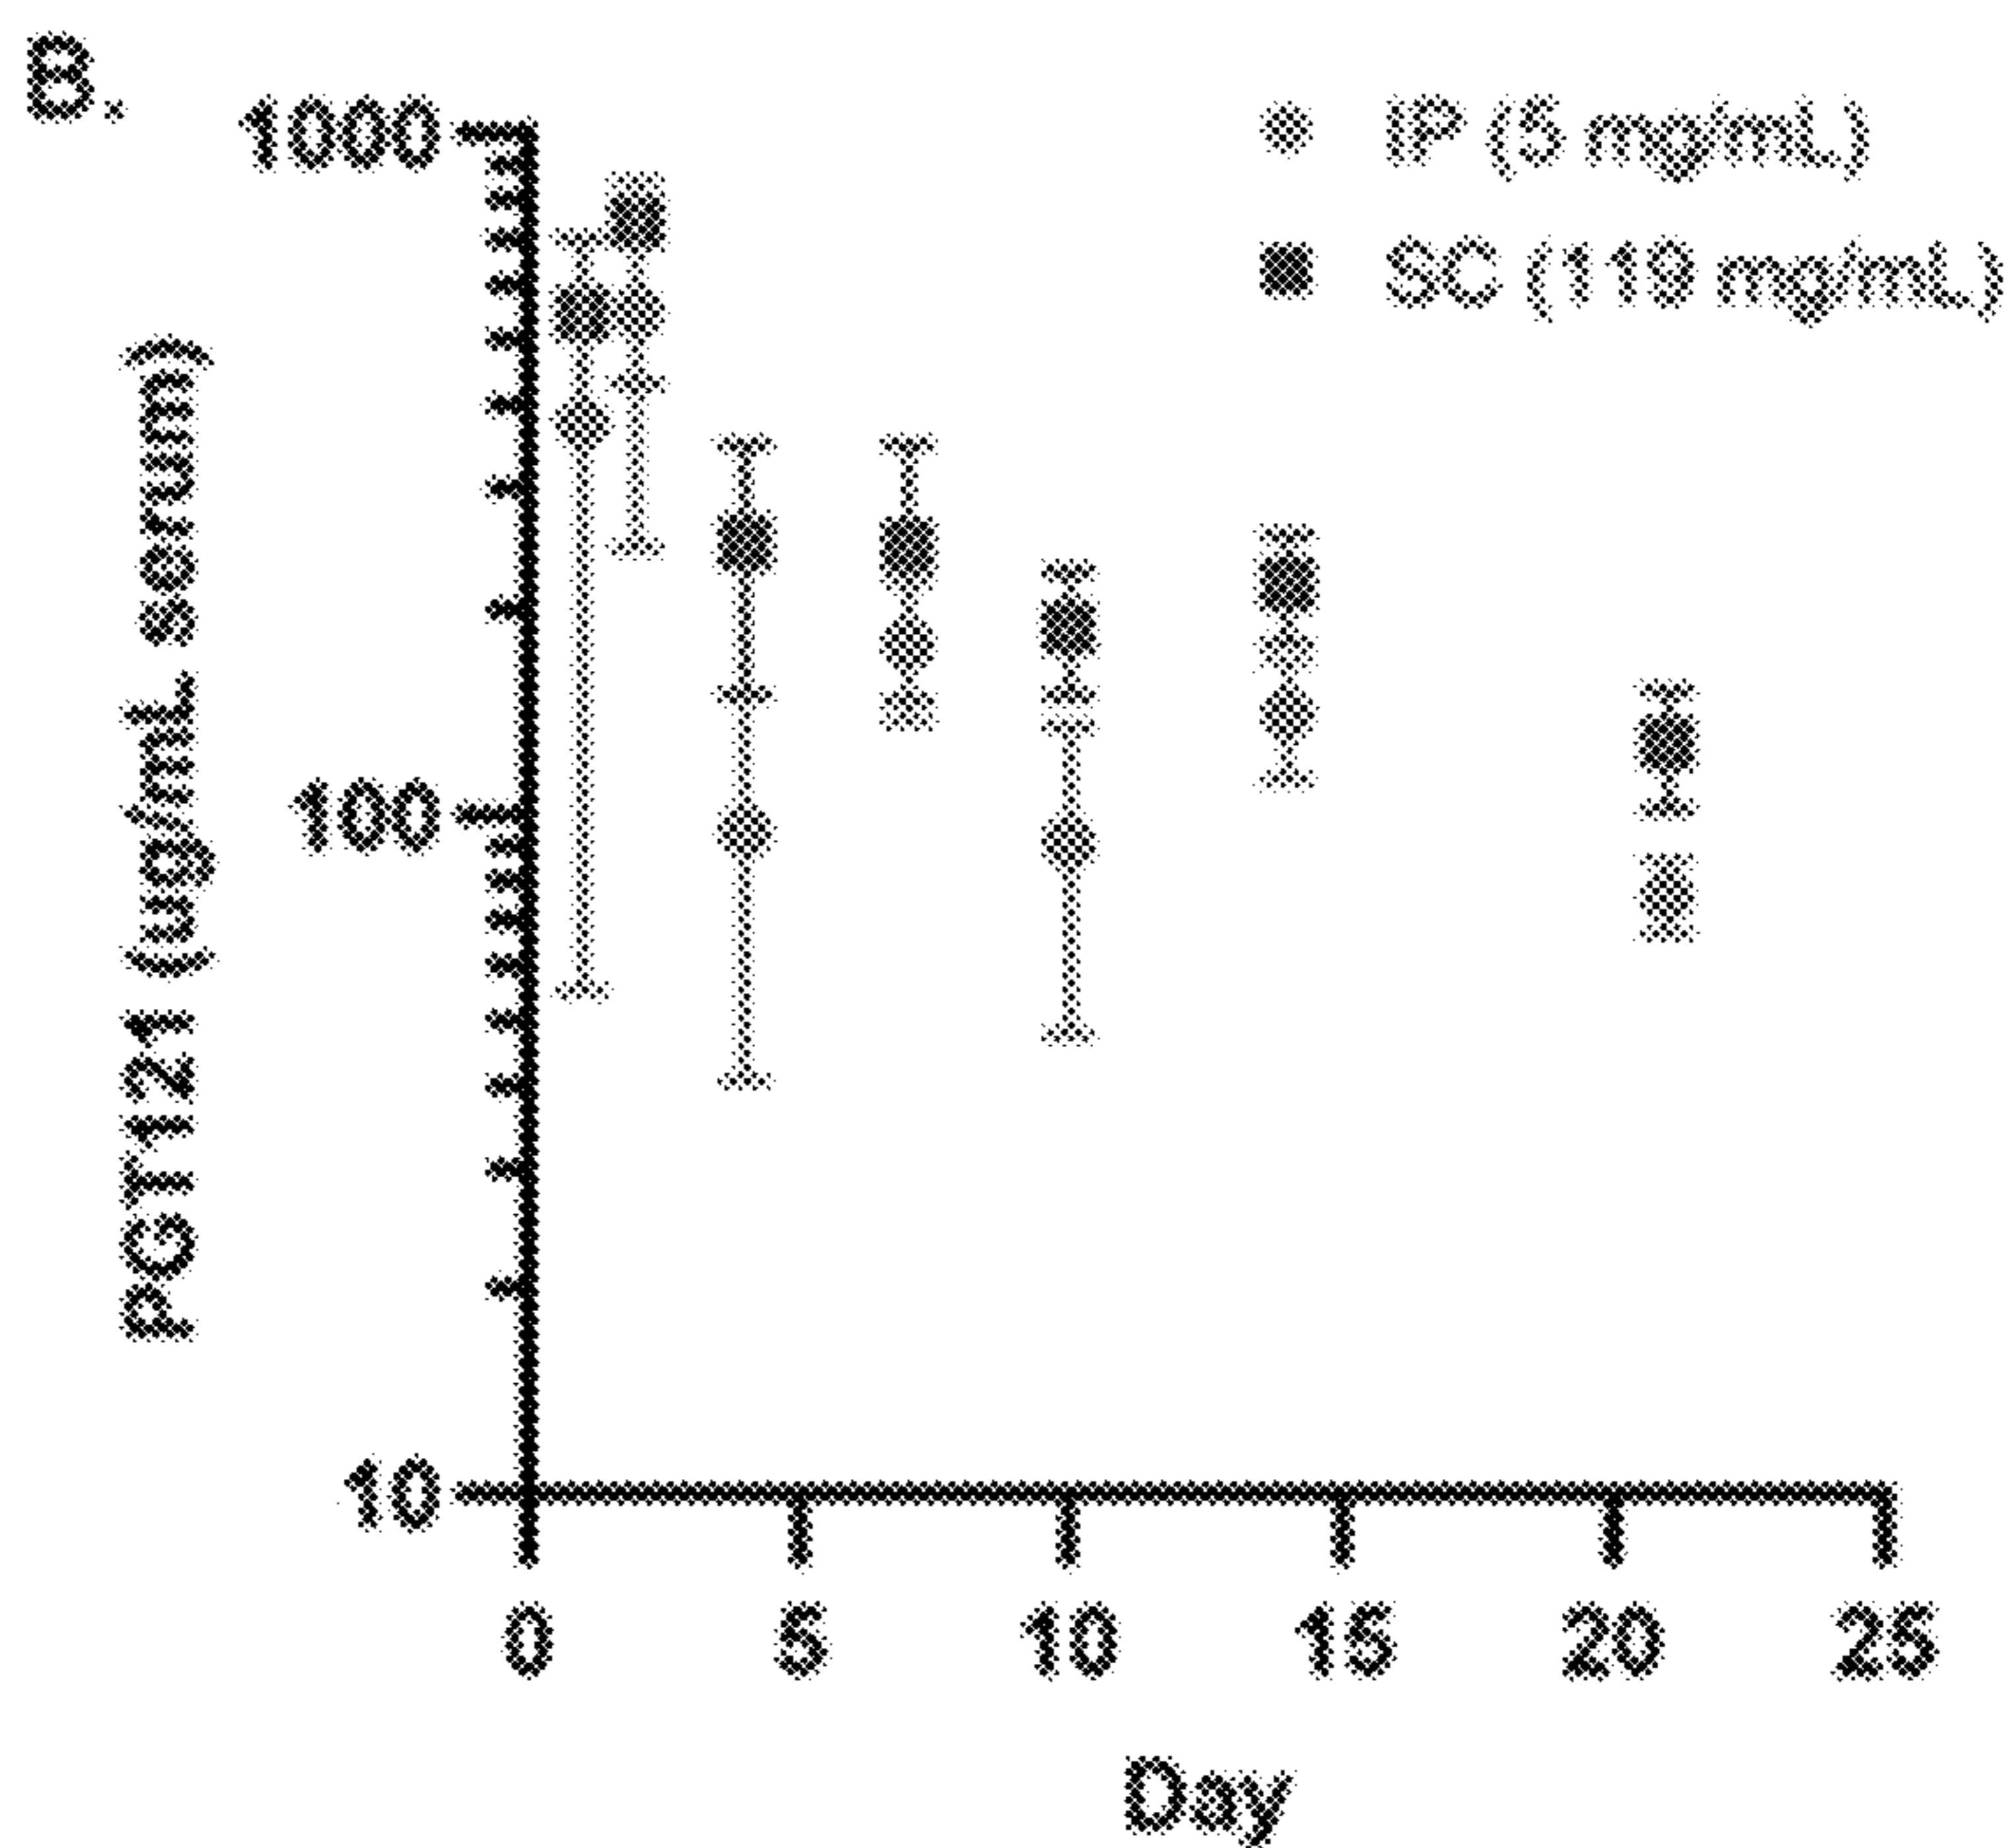 B.
1000
100
10
PGT121 (ug/mL serum)
IP (5 mg/mL)
SC (119 mg/mL)
0 5 10 15 20 25
Day